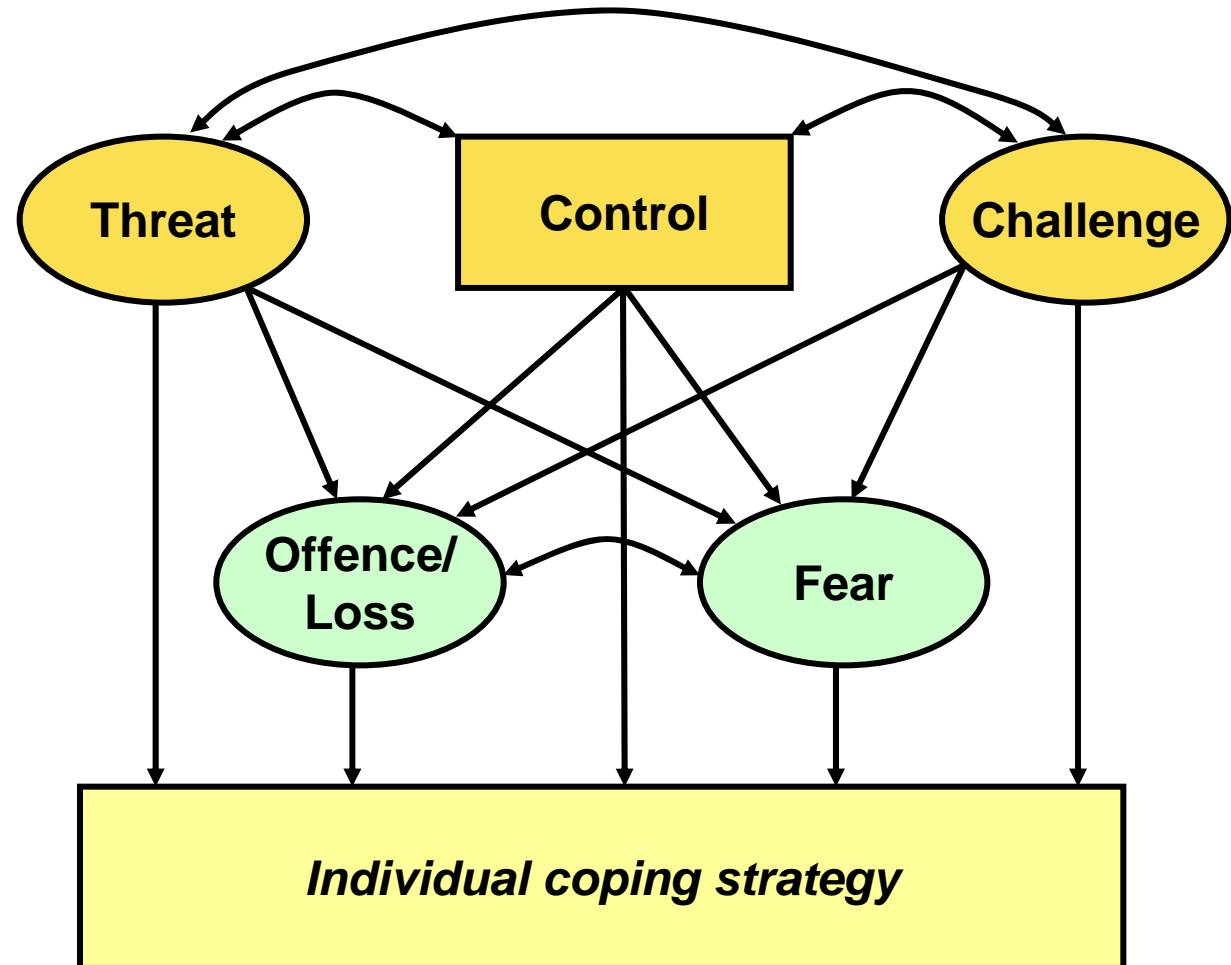 Threat
Control
Challenge
Offence/
Loss
Fear
Individual coping strategy